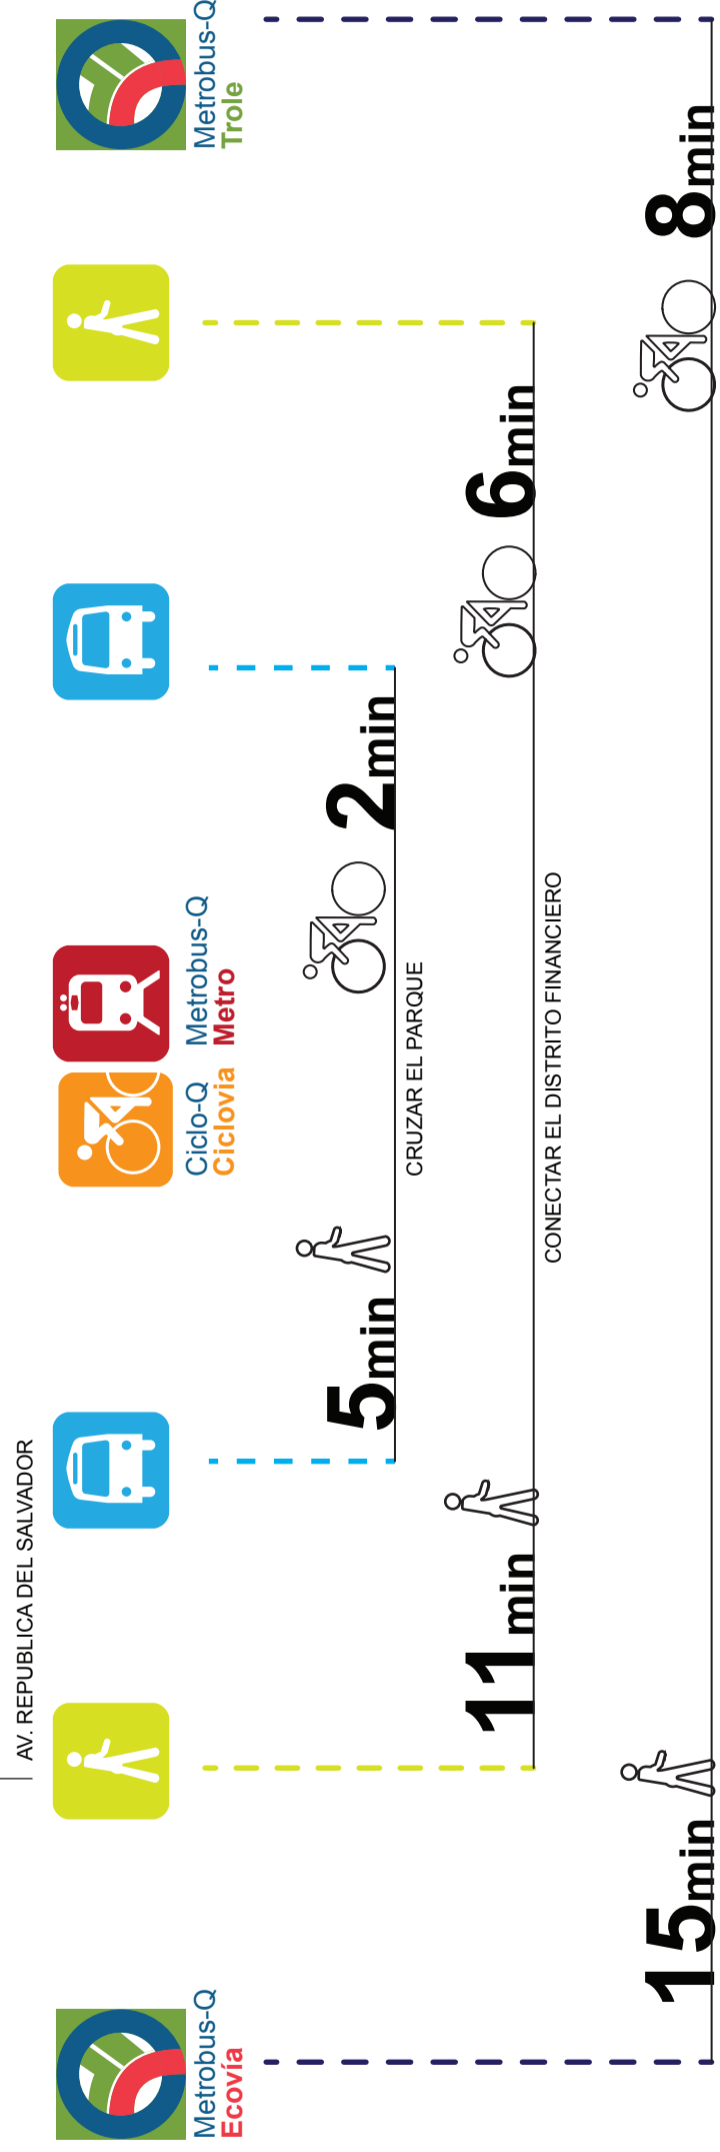 AV. REPUBLICA DEL SALVADOR
Metrobus-Q
Ecovía
Ciclo-Q
Ciclovia
Metrobus-Q
Metro
Metrobus-Q
Trole
5min
2min
CRUZAR EL PARQUE
11min
6min
CONECTAR EL DISTRITO FINANCIERO
15min
8min